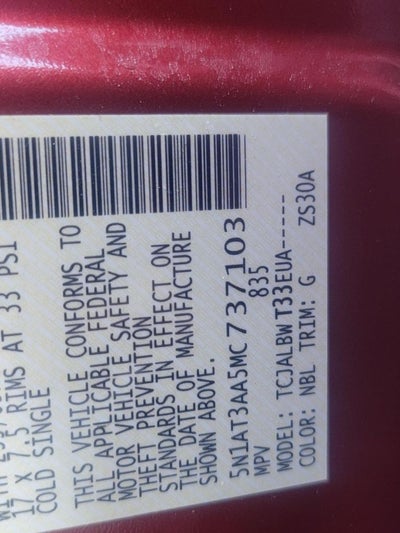 17 X 7.5 RIMS AT 33 PSI
COLD SINGLE
THIS VEHICLE CONFORMS TO
ALL APPLICABLE FEDERAL
MOTOR VEHICLE SAFETY AND
THEFT PREVENTION
STANDARDS IN EFFECT ON
THE DATE OF MANUFACTURE
SHOWN ABOVE.
5N1AT3AA5MC737103
MPV 835
MODEL: TCJALBWT33EUA-----
COLOR: NBL TRIM: G ZS30A